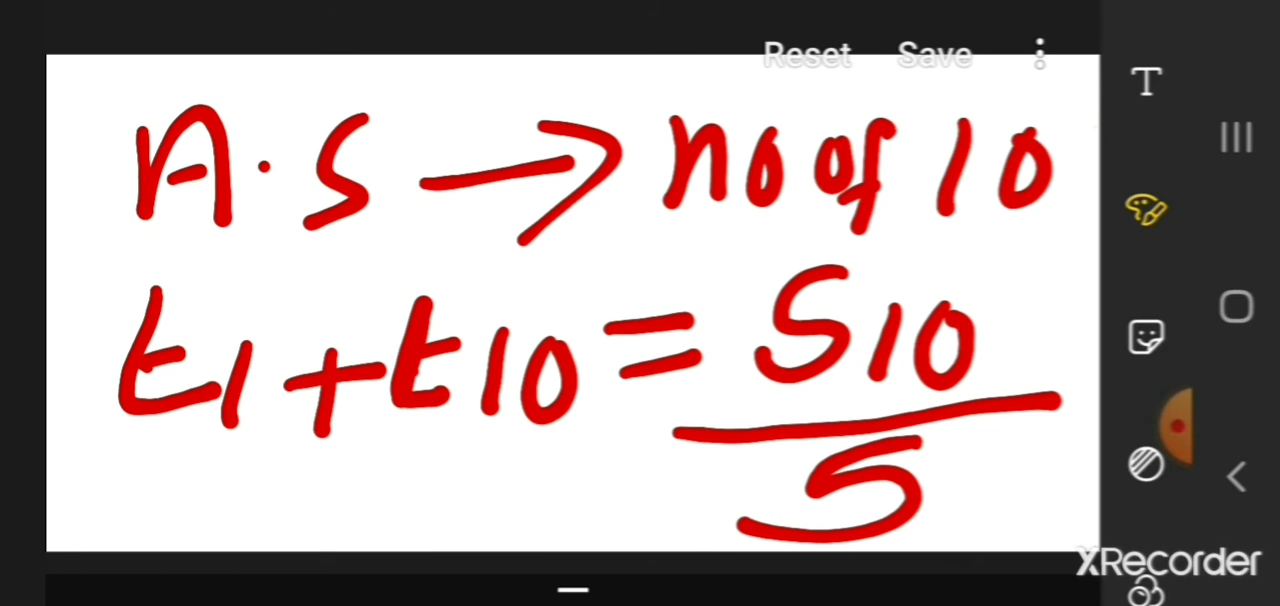 Reset Save
A.S → no of 10
t1+t10 = S10
5
XRecorder